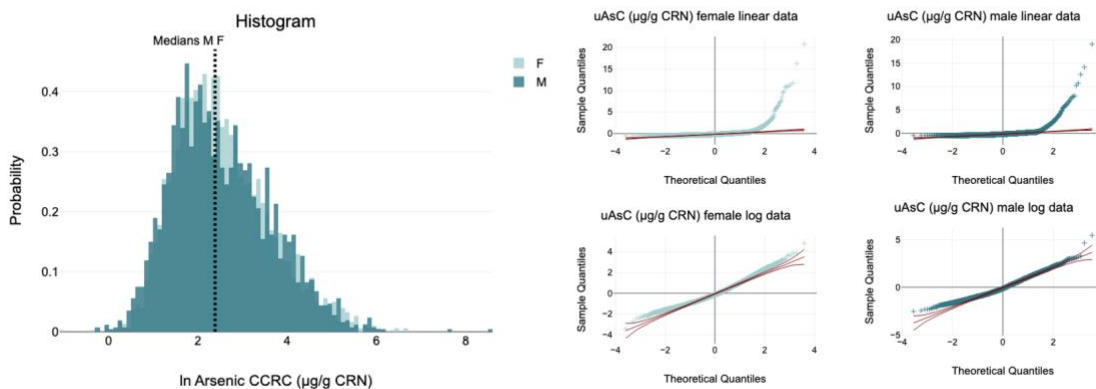 Histogram
Medians M F
F
M
0.4
0.3
0.2
0.1
0
0
2
4
6
8
Probability
ln Arsenic CCRC (µg/g CRN)
uAsC (µg/g CRN) female linear data
20
15
10
5
0
−4
−2
0
2
4
Sample Quantiles
Theoretical Quantiles
uAsC (µg/g CRN) male linear data
20
15
10
5
0
−4
−2
0
2
Sample Quantiles
Theoretical Quantiles
uAsC (µg/g CRN) female log data
4
2
0
−2
−4
−4
−2
0
2
4
Sample Quantiles
Theoretical Quantiles
uAsC (µg/g CRN) male log data
5
0
−5
−4
−2
0
2
Sample Quantiles
Theoretical Quantiles